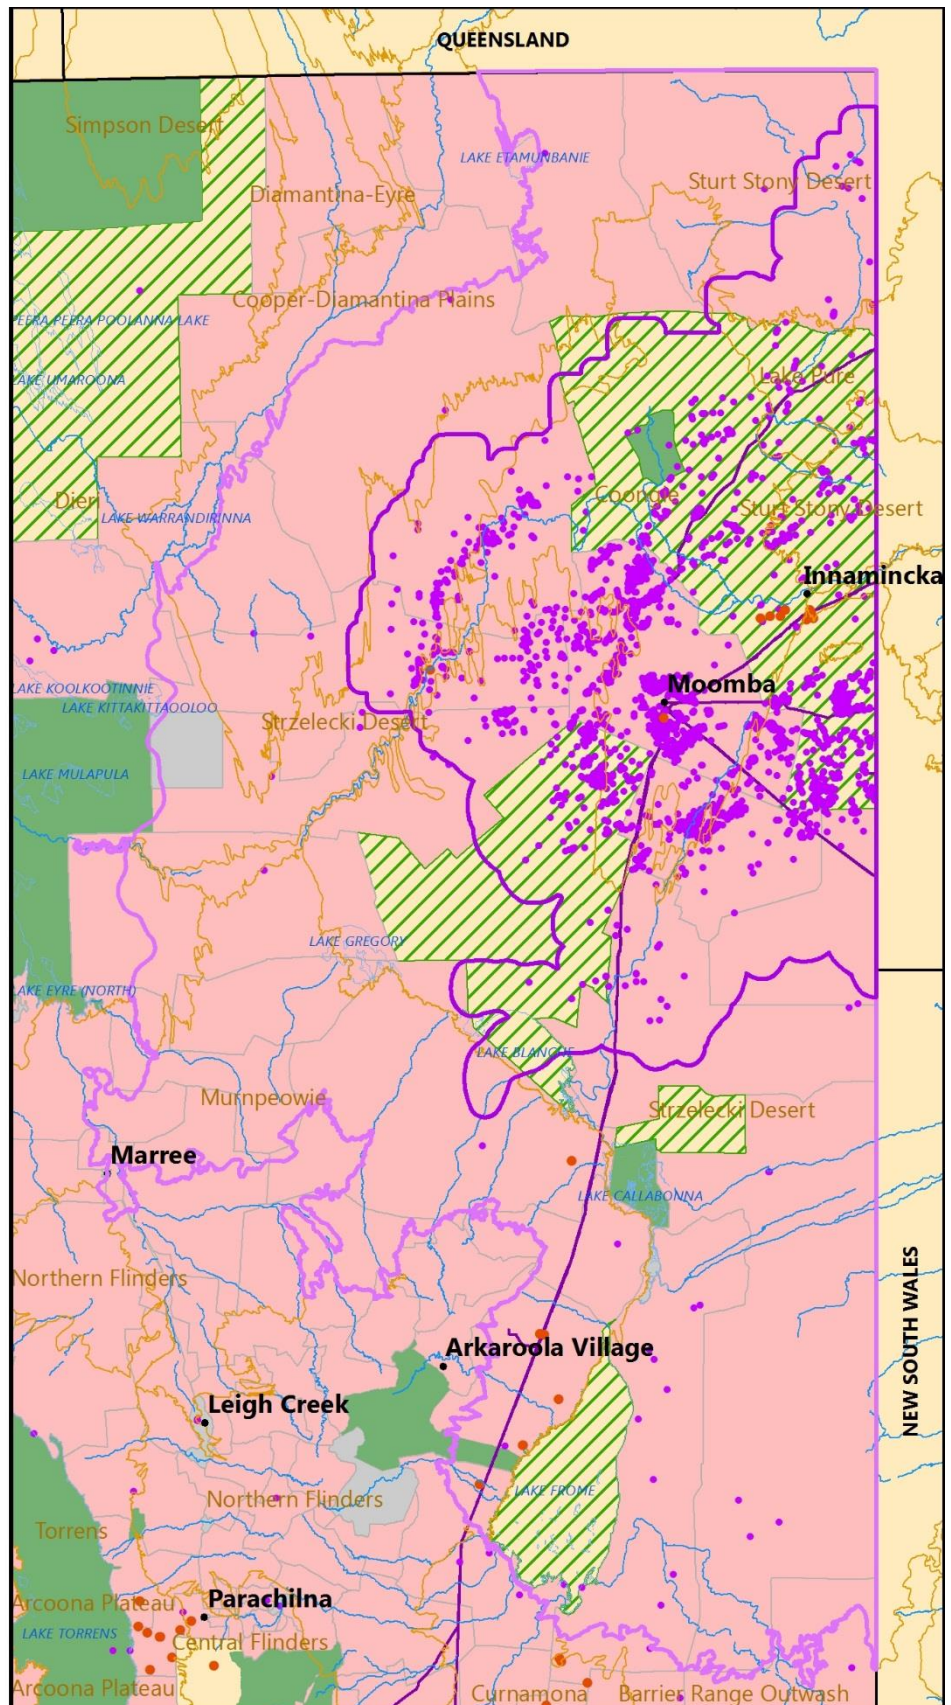 QUEENSLAND
Simpson Desert
LAKE ETAMUNBANIE
Sturt Stony Desert
Diamantina-Eyre
Cooper-Diamantina Plains
PEERA PEERA POOLANNA LAKE
Lake Pure
LAKE UMAROONA
Dieri
Coongie
Sturt Stony Desert
LAKE WARRANDIRINNA
Innamincka
Moomba
LAKE KOOLKOOTINNIE
LAKE KITTAKITTAOOLOO
Strzelecki Desert
LAKE MULAPULA
LAKE GREGORY
LAKE EYRE (NORTH)
LAKE BLANCHE
Murnpeowie
Strzelecki Desert
Marree
LAKE CALLABONNA
Northern Flinders
NEW SOUTH WALES
Arkaroola Village
Leigh Creek
LAKE FROME
Northern Flinders
Torrens
Arcoona Plateau
Parachilna
LAKE TORRENS
Central Flinders
Arcoona Plateau
Curnamona
Barrier Range Outwash